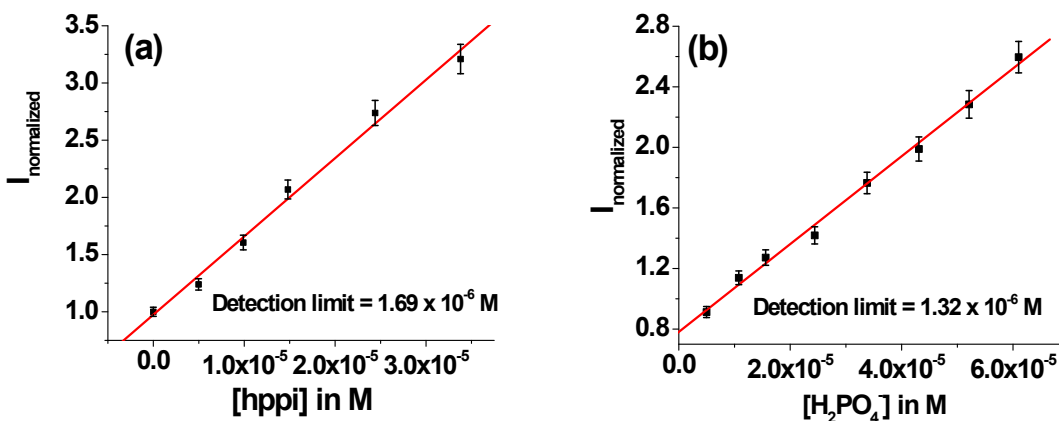 (a)
3.5
3.0
2.5
2.0
1.5
1.0
I normalized
0.0 1.0x10⁻⁵ 2.0x10⁻⁵ 3.0x10⁻⁵
[hppi] in M
Detection limit = 1.69 x 10⁻⁶ M
(b)
2.8
2.4
2.0
1.6
1.2
0.8
I normalized
0.0 2.0x10⁻⁵ 4.0x10⁻⁵ 6.0x10⁻⁵
[H₂PO₄⁻] in M
Detection limit = 1.32 x 10⁻⁶ M